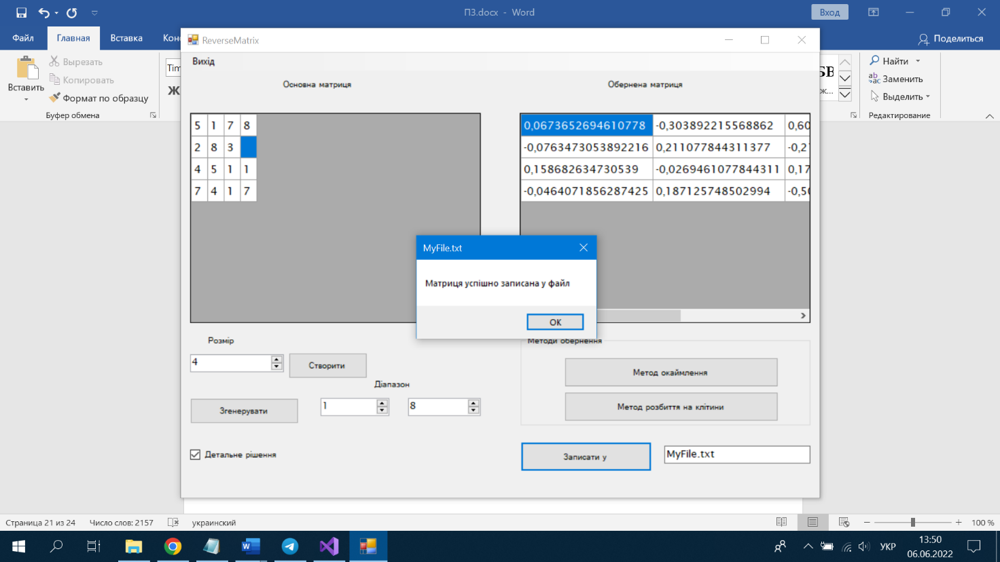 П3.docx - Word
Вход
Файл
Главная
Вставка
Поделиться
Вставить
Вырезать
Копировать
Формат по образцу
Буфер обмена
Ж
Найти
Заменить
Выделить
Редактирование
ReverseMatrix
Вихід
Основна матриця
Обернена матриця
5 1 7 8
2 8 3
4 5 1 1
7 4 1 7
0,0673652694610778 -0,303892215568862 0,60
-0,0763473053892216 0,211077844311377 -0,2
0,158682634730539 -0,0269461077844311 0,17
-0,0464071856287425 0,187125748502994 -0,50
MyFile.txt
Матриця успішно записана у файл
OK
Розмір
4
Створити
Діапазон
Згенерувати
1
8
Детальне рішення
Методи обернення
Метод окаймлення
Метод розбиття на клітини
Записати у
MyFile.txt
Страница 21 из 24
Число слов: 2157
украинский
100 %
УКР
13:50
06.06.2022